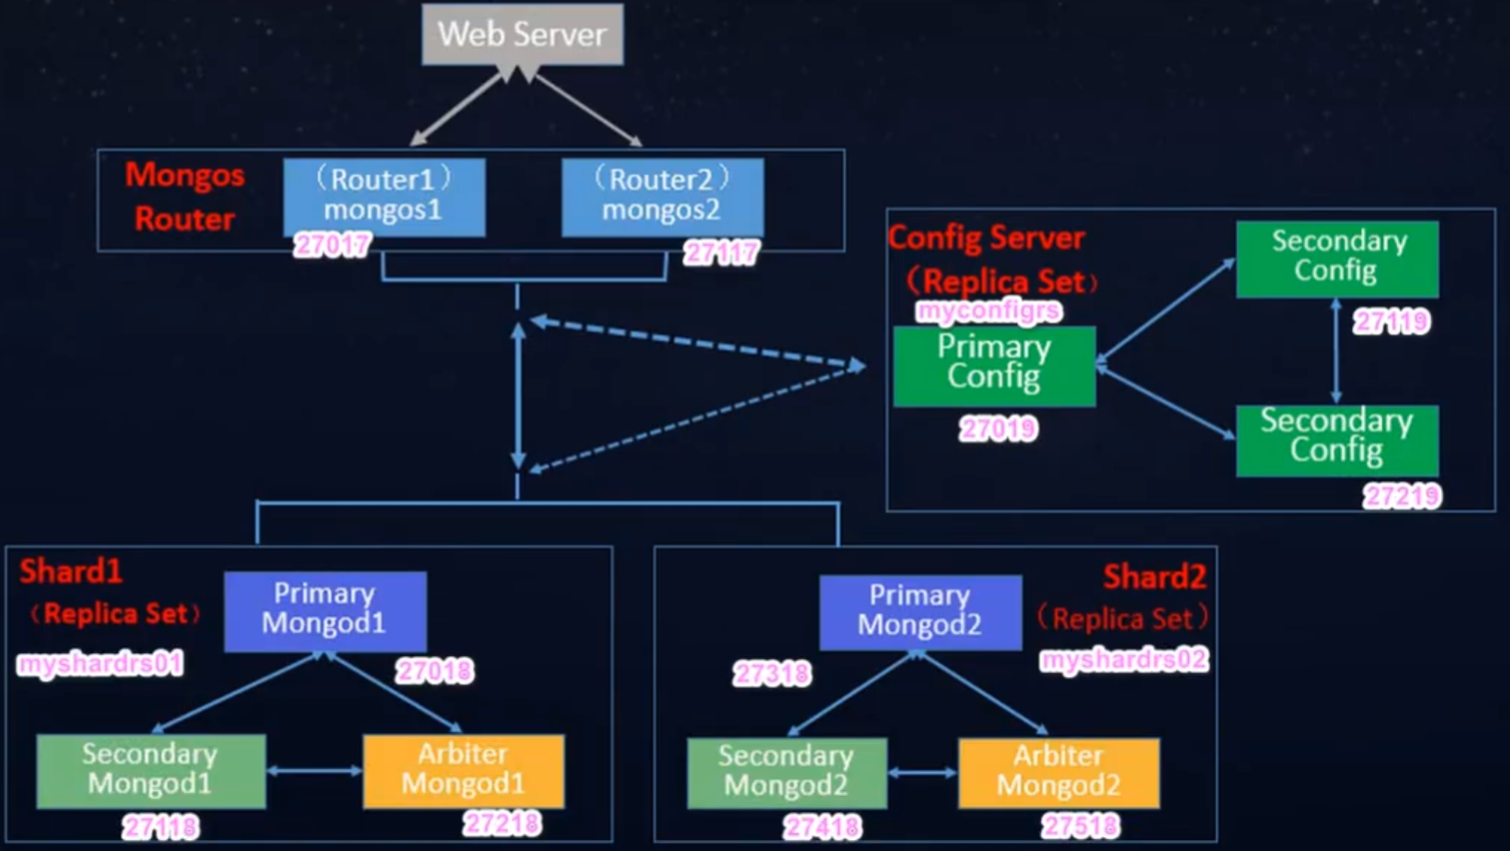 Web Server
Mongos
Router
（Router1）
mongos1
27017
（Router2）
mongos2
27117
Config Server
（Replica Set）
myconfigrs
Primary
Config
27019
Secondary
Config
27119
Secondary
Config
27219
Shard1
（Replica Set）
myshardrs01
Primary
Mongod1
27018
Secondary
Mongod1
27118
Arbiter
Mongod1
27218
Shard2
（Replica Set）
myshardrs02
Primary
Mongod2
27318
Secondary
Mongod2
27418
Arbiter
Mongod2
27518